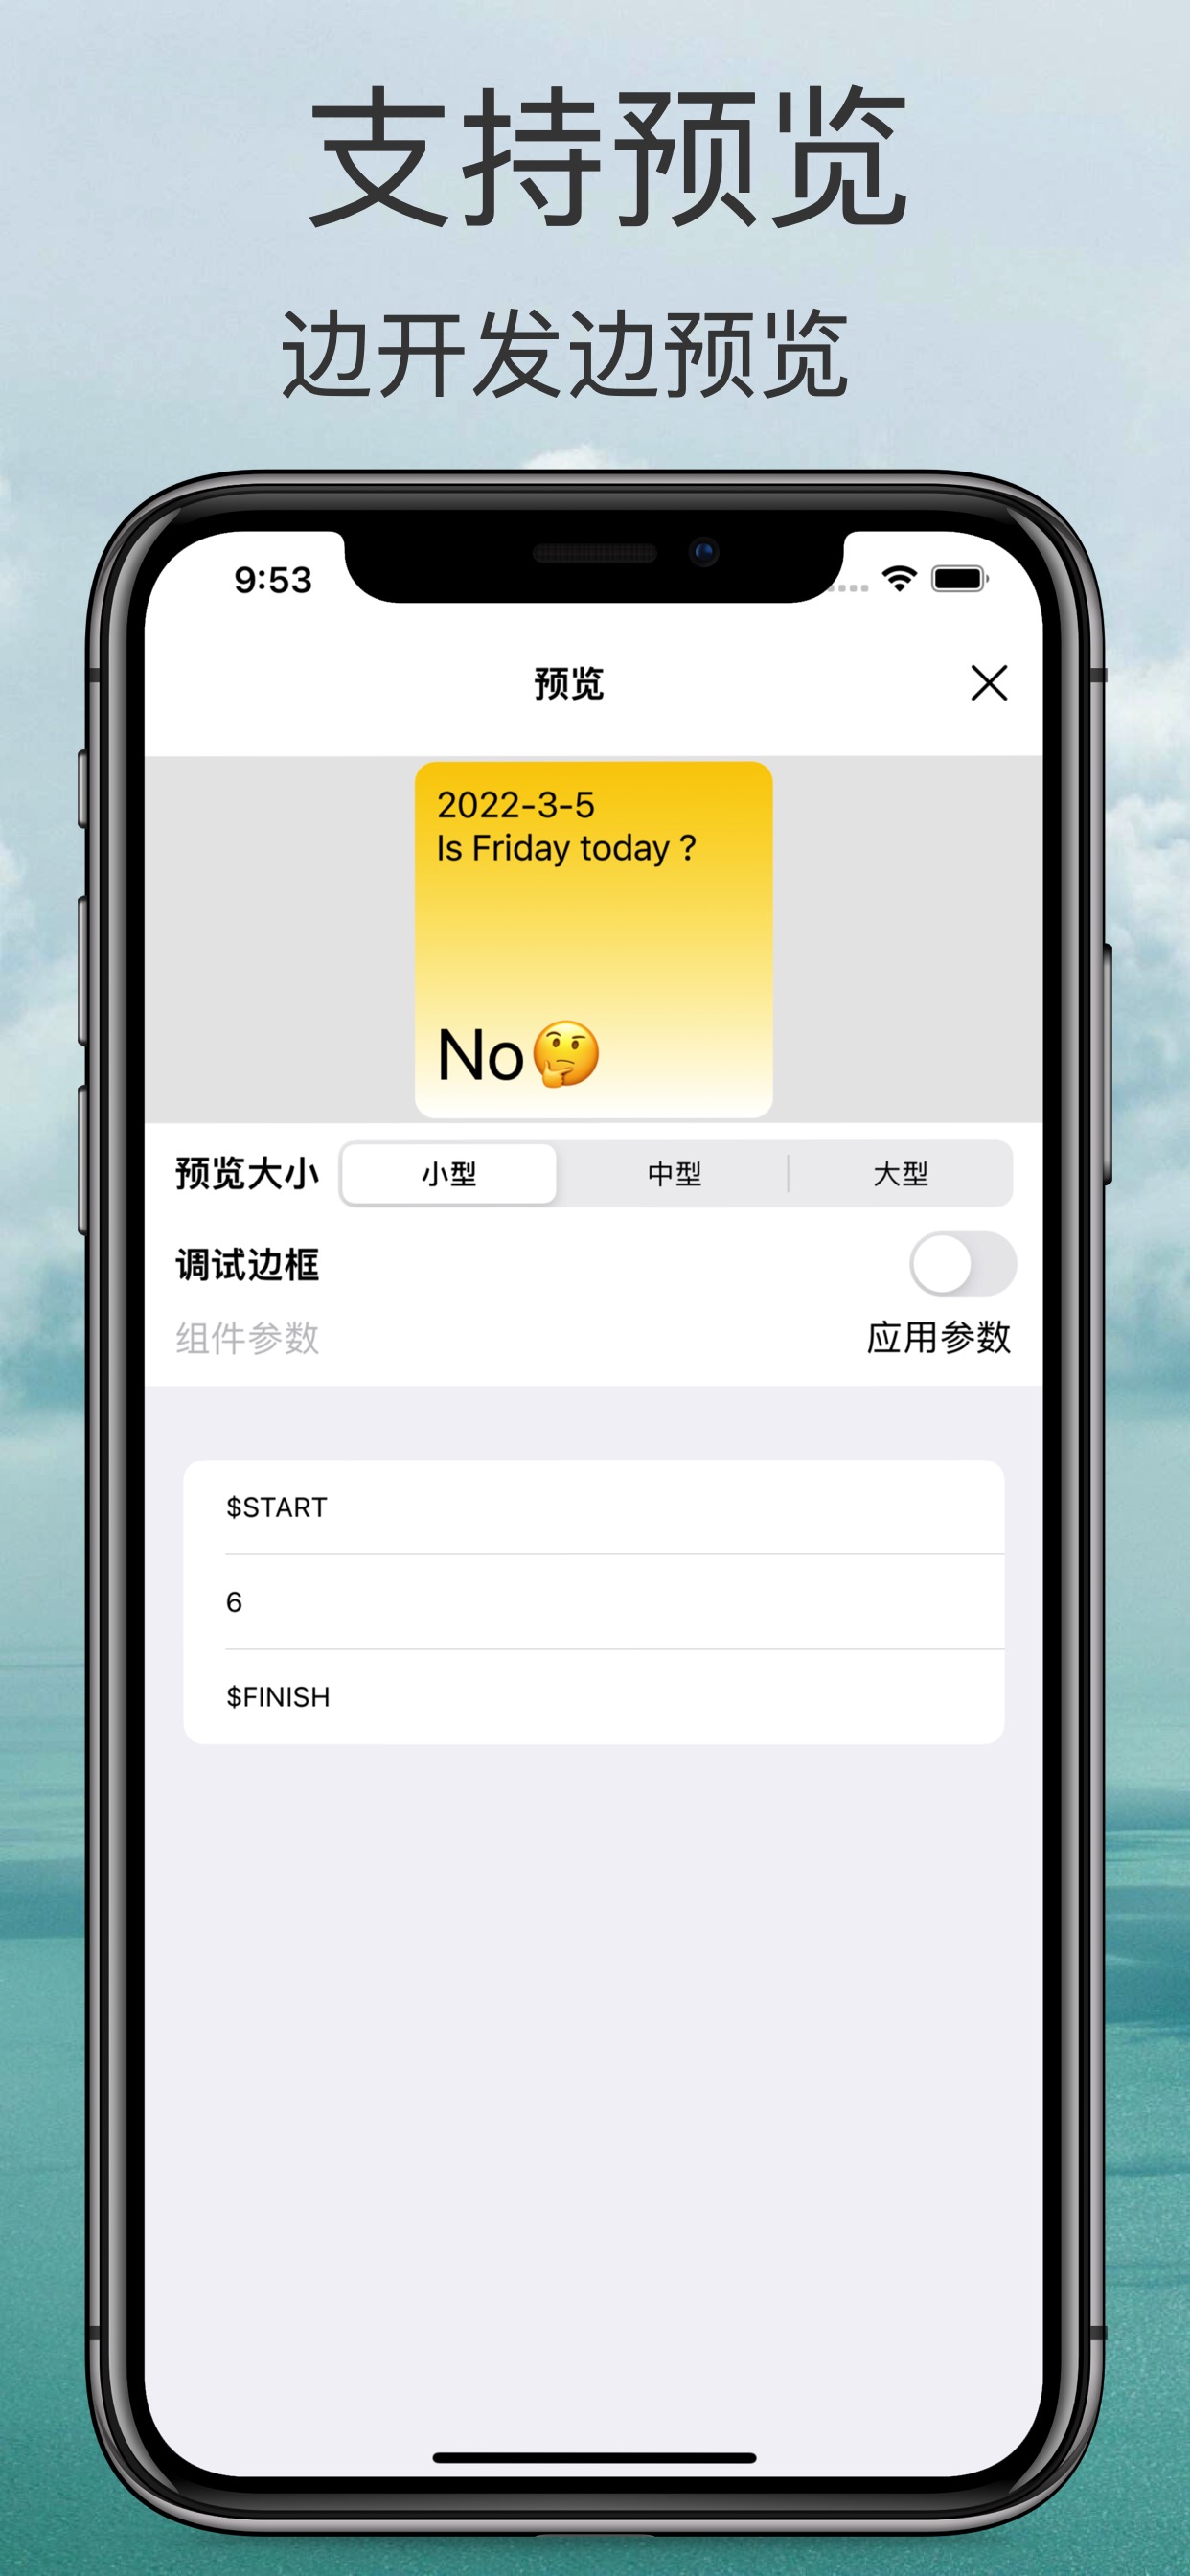 支持预览
边开发边预览
9:53
预览
2022-3-5
Is Friday today ?
No🤔
预览大小 小型 中型 大型
调试边框
组件参数 应用参数
$START
6
$FINISH